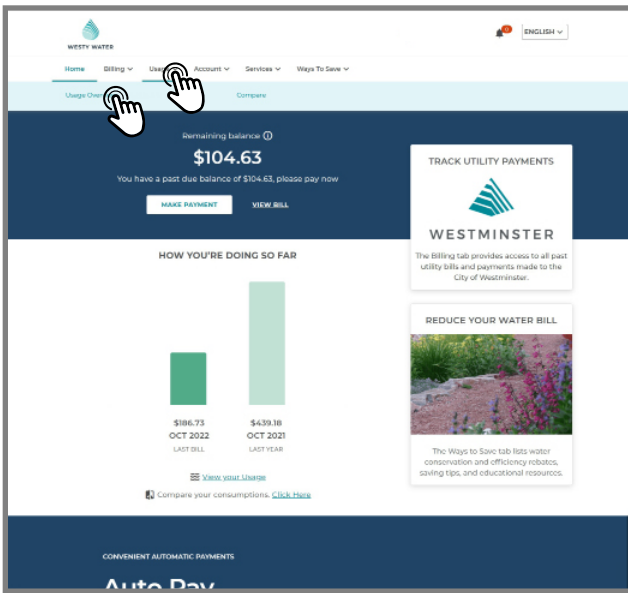 WESTY WATER
0
ENGLISH
Home Billing Account Services Ways To Save
Usage Compare
Remaining balance
$104.63
You have a past due balance of $104.63, please pay now
MAKE PAYMENT VIEW BILL
TRACK UTILITY PAYMENTS
WESTMINSTER
The Billing tab provides access to all past
utility bills and payments made to the
City of Westminster.
HOW YOU'RE DOING SO FAR
$186.73 $439.18
OCT 2022 OCT 2021
LAST BILL LAST YEAR
View your Usage
Compare your consumptions. Click Here
REDUCE YOUR WATER BILL
The Ways to Save tab lists water
conservation and efficiency rebates,
saving tips, and educational resources.
CONVENIENT AUTOMATIC PAYMENTS
Auto Pay